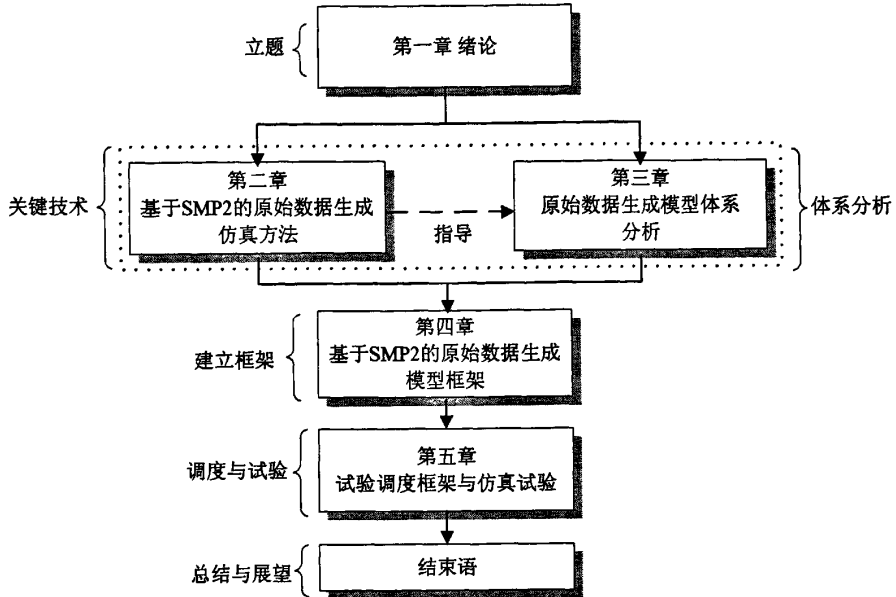 立题
第一章 绪论
关键技术
第二章
基于SMP2的原始数据生成
仿真方法
指导
第三章
原始数据生成模型体系
分析
体系分析
建立框架
第四章
基于SMP2的原始数据生成
模型框架
调度与试验
第五章
试验调度框架与仿真试验
总结与展望
结束语